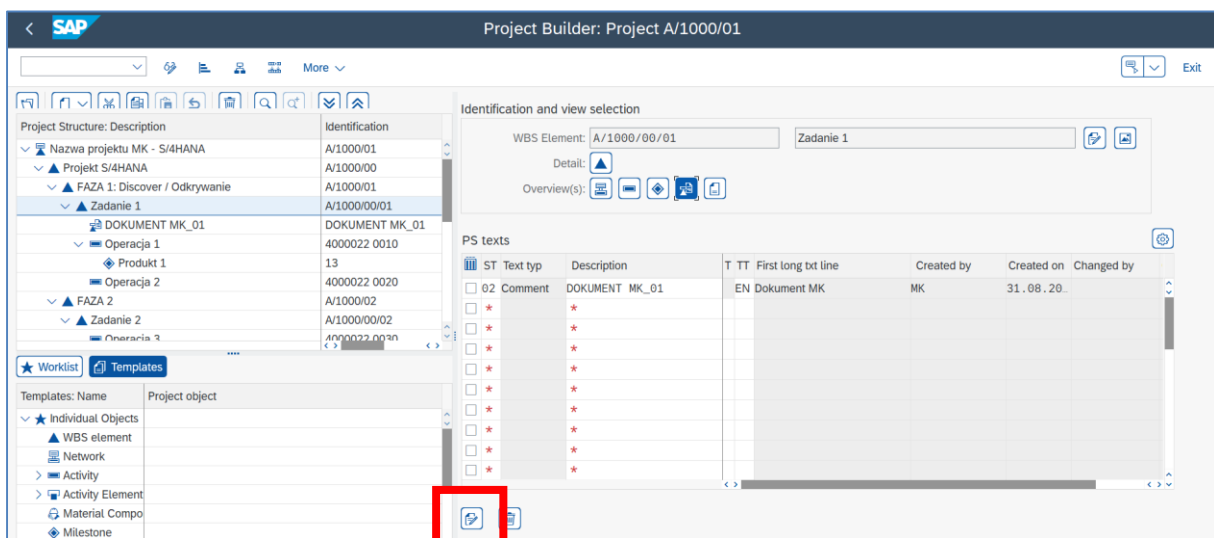 SAP
Project Builder: Project A/1000/01
More
Exit
Project Structure: Description Identification
Nazwa projektu MK - S/4HANA A/1000/01
Projekt S/4HANA A/1000/00
FAZA 1: Discover / Odkrywanie A/1000/01
Zadanie 1 A/1000/00/01
DOKUMENT MK_01 DOKUMENT MK_01
Operacja 1 4000022 0010
Produkt 1 13
Operacja 2 4000022 0020
FAZA 2 A/1000/02
Zadanie 2 A/1000/00/02
Operacja 3 4000022 0030
Worklist Templates
Templates: Name Project object
Individual Objects
WBS element
Network
Activity
Activity Element
Material Compo
Milestone
Identification and view selection
WBS Element: A/1000/00/01 Zadanie 1
Detail:
Overview(s):
PS texts
ST Text typ Description T TT First long txt line Created by Created on Changed by
02 Comment DOKUMENT MK_01 EN Dokument MK MK 31.08.20..
* *
* *
* *
* *
* *
* *
* *
* *
* *